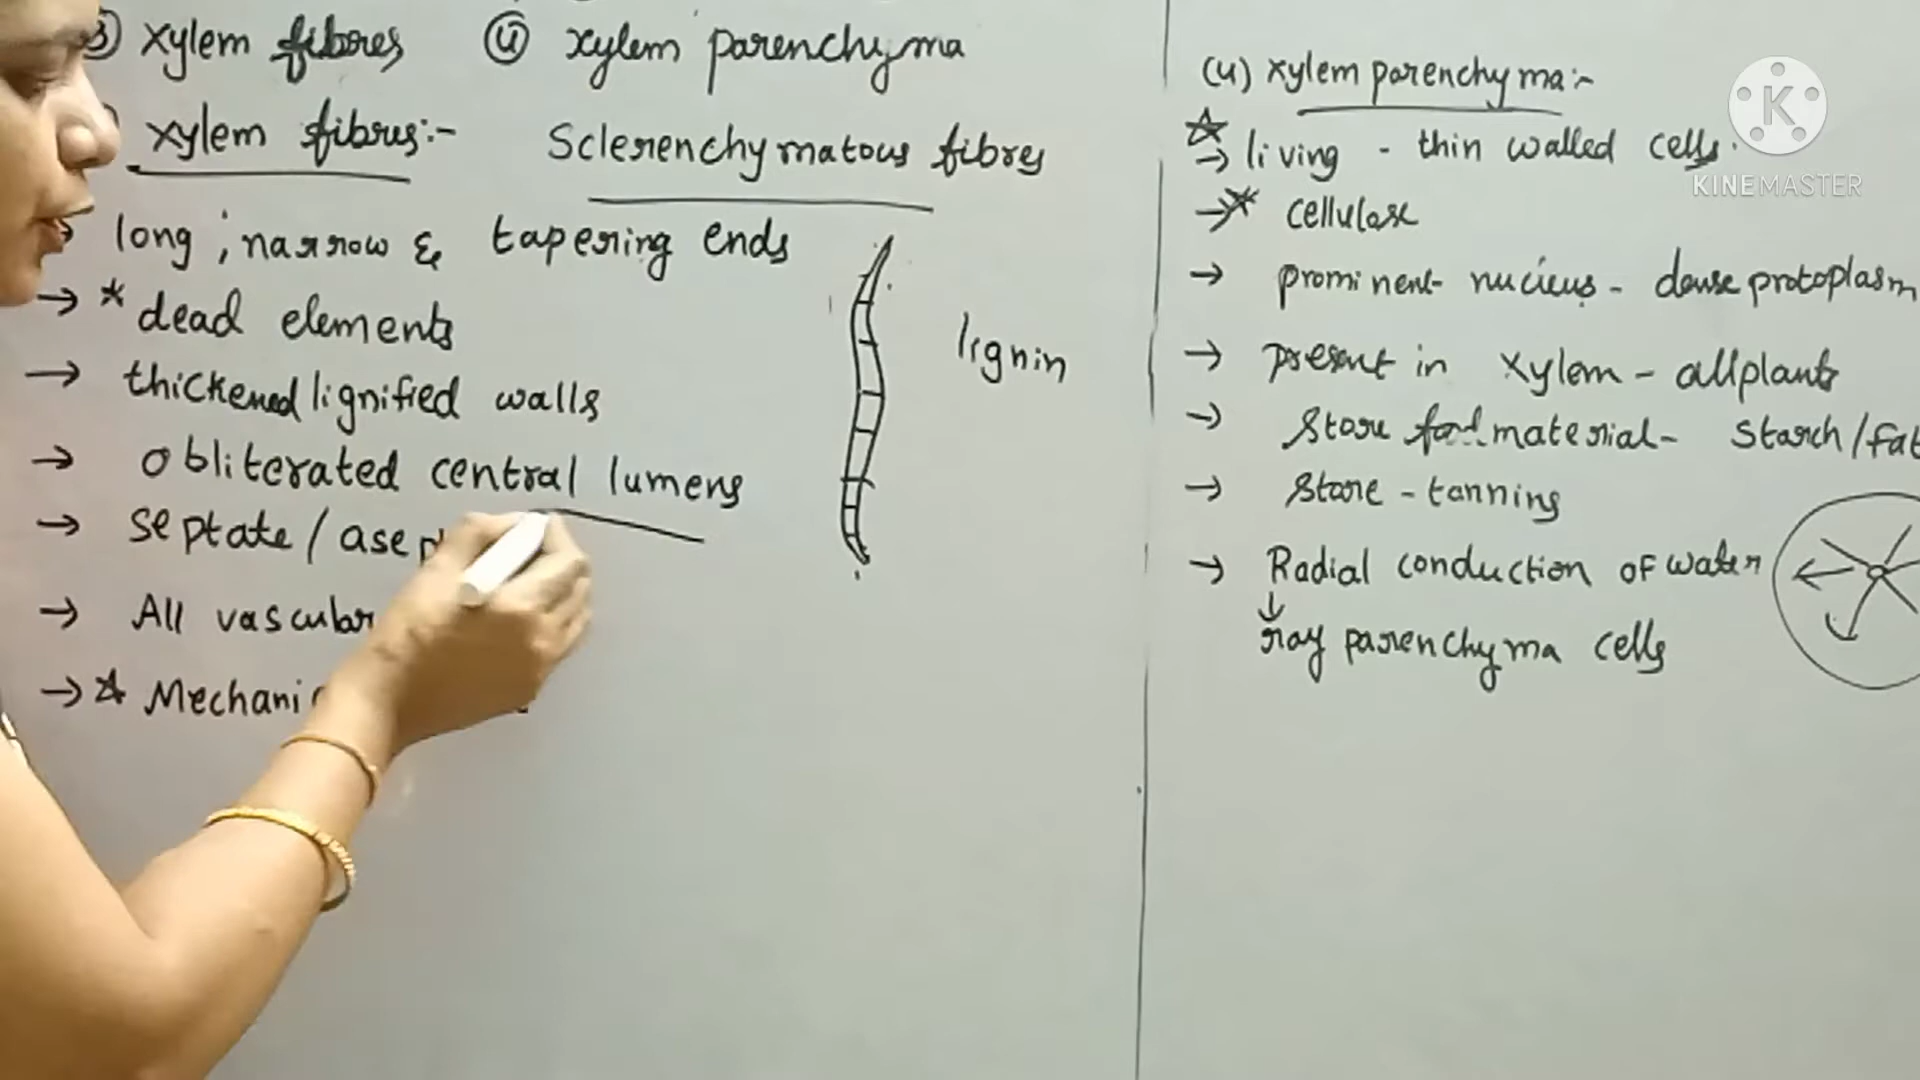 3) xylem fibres ④ xylem parenchyma
xylem fibres:- Sclerenchymatous fibres
long, narrow & tapering ends
→ * dead elements
→ thickened lignified walls
→ obliterated central lumens
→ septate / asep
→ All vascular
→ ☆ Mechani
lignin
(4) xylem parenchyma:-
☆ → living - thin walled cells.
→ * cellulose
→ prominent nucleus - dense protoplasm
→ present in xylem - all plants
→ store food material - starch/fat
→ store - tannins
→ Radial conduction of water
↓
ray parenchyma cells
K
KINEMASTER